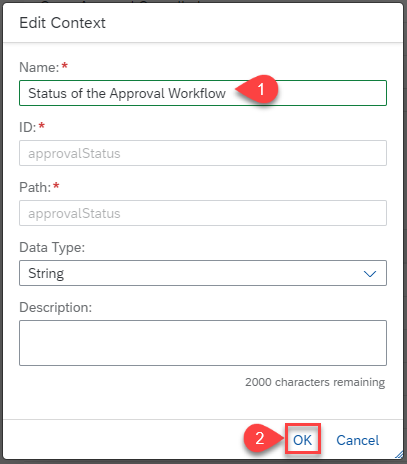 Edit Context
Name:*
Status of the Approval Workflow
1
ID:*
approvalStatus
Path:*
approvalStatus
Data Type:
String
Description:
2000 characters remaining
2
OK
Cancel